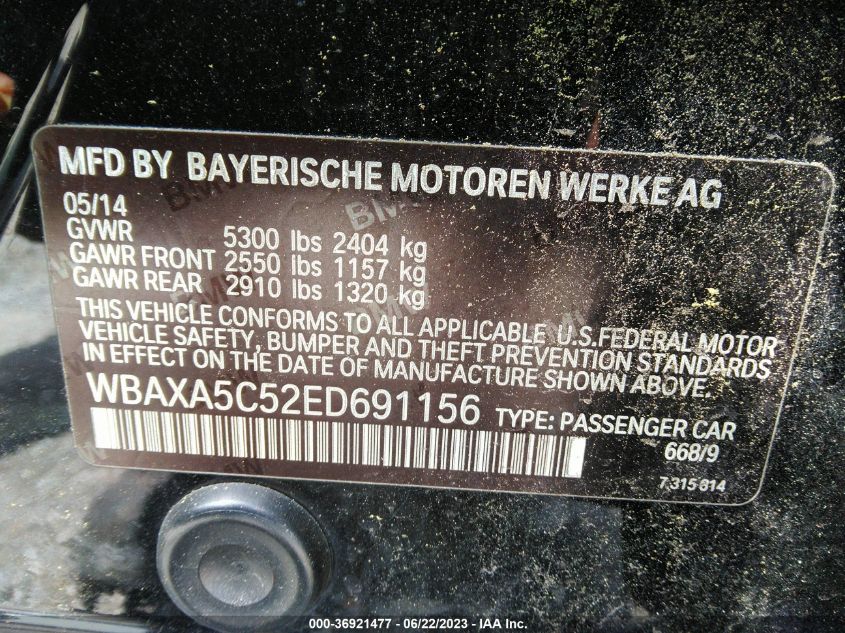 MFD BY BAYERISCHE MOTOREN WERKE AG
05/14
GVWR 5300 lbs 2404 kg
GAWR FRONT 2550 lbs 1157 kg
GAWR REAR 2910 lbs 1320 kg
THIS VEHICLE CONFORMS TO ALL APPLICABLE U.S.FEDERAL MOTOR
VEHICLE SAFETY, BUMPER AND THEFT PREVENTION STANDARDS
IN EFFECT ON THE DATE OF MANUFACTURE SHOWN ABOVE.
WBAXA5C52ED691156 TYPE: PASSENGER CAR
668/9
7 315 814
000-36921477 - 06/22/2023 - IAA Inc.